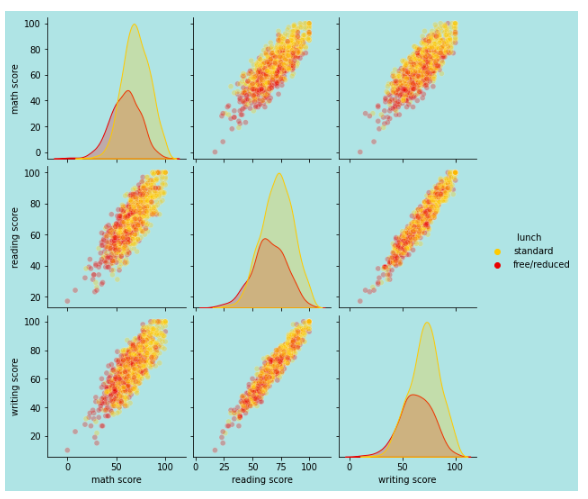 100
80
60
40
20
0
math score
100
80
60
40
20
reading score
lunch
standard
free/reduced
100
80
60
40
20
writing score
0 50 100
math score
0 25 50 75 100
reading score
0 50 100
writing score